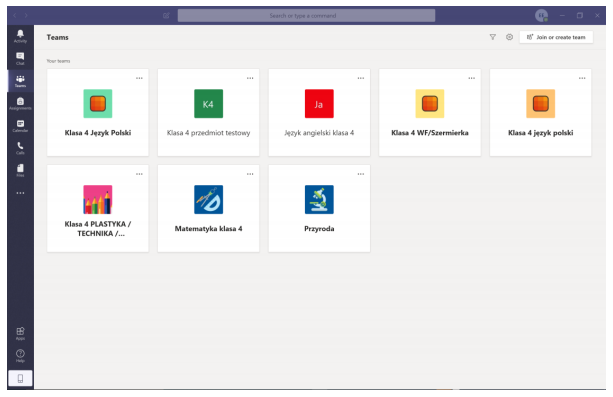 Search or type a command
Activity
Chat
Teams
Assignments
Calendar
Calls
Files
Apps
Help
Teams
Join or create team
Your teams
Klasa 4 Język Polski
K4
Klasa 4 przedmiot testowy
Ja
Język angielski klasa 4
Klasa 4 WF/Szermierka
Klasa 4 język polski
Klasa 4 PLASTYKA /
TECHNIKA /...
Matematyka klasa 4
Przyroda